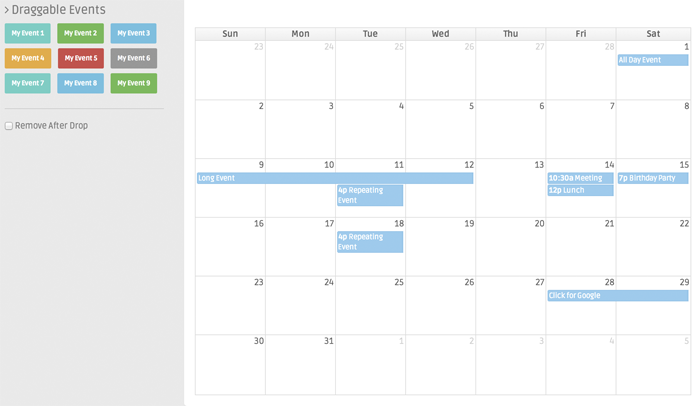 > Draggable Events
My Event 1 My Event 2 My Event 3
My Event 4 My Event 5 My Event 6
My Event 7 My Event 8 My Event 9
Remove After Drop
Sun Mon Tue Wed Thu Fri Sat
23 24 25 26 27 28 1
All Day Event
2 3 4 5 6 7 8
9 10 11 12 13 14 15
Long Event 10:30a Meeting 7p Birthday Party
4p Repeating 12p Lunch
Event
16 17 18 19 20 21 22
4p Repeating
Event
23 24 25 26 27 28 29
Click for Google
30 31 1 2 3 4 5